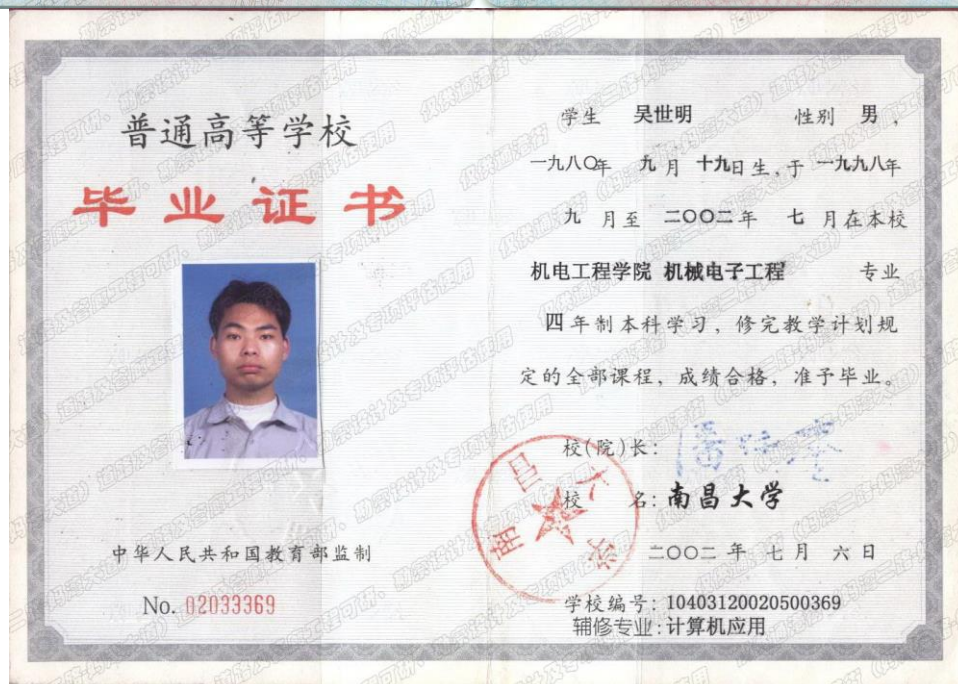 普通高等学校
毕业证书
中华人民共和国教育部监制
No. 02033369
学生 吴世明 性别 男，
一九八〇年 九月 十九日生，于 一九九八年
九 月至 二〇〇二年 七 月在本校
机电工程学院 机械电子工程 专业
四年制本科学习，修完教学计划规
定的全部课程，成绩合格，准予毕业。
校(院)长：
校 名：南昌大学
二〇〇二年 七月 六日
学校编号：10403120020500369
辅修专业：计算机应用
南昌大学